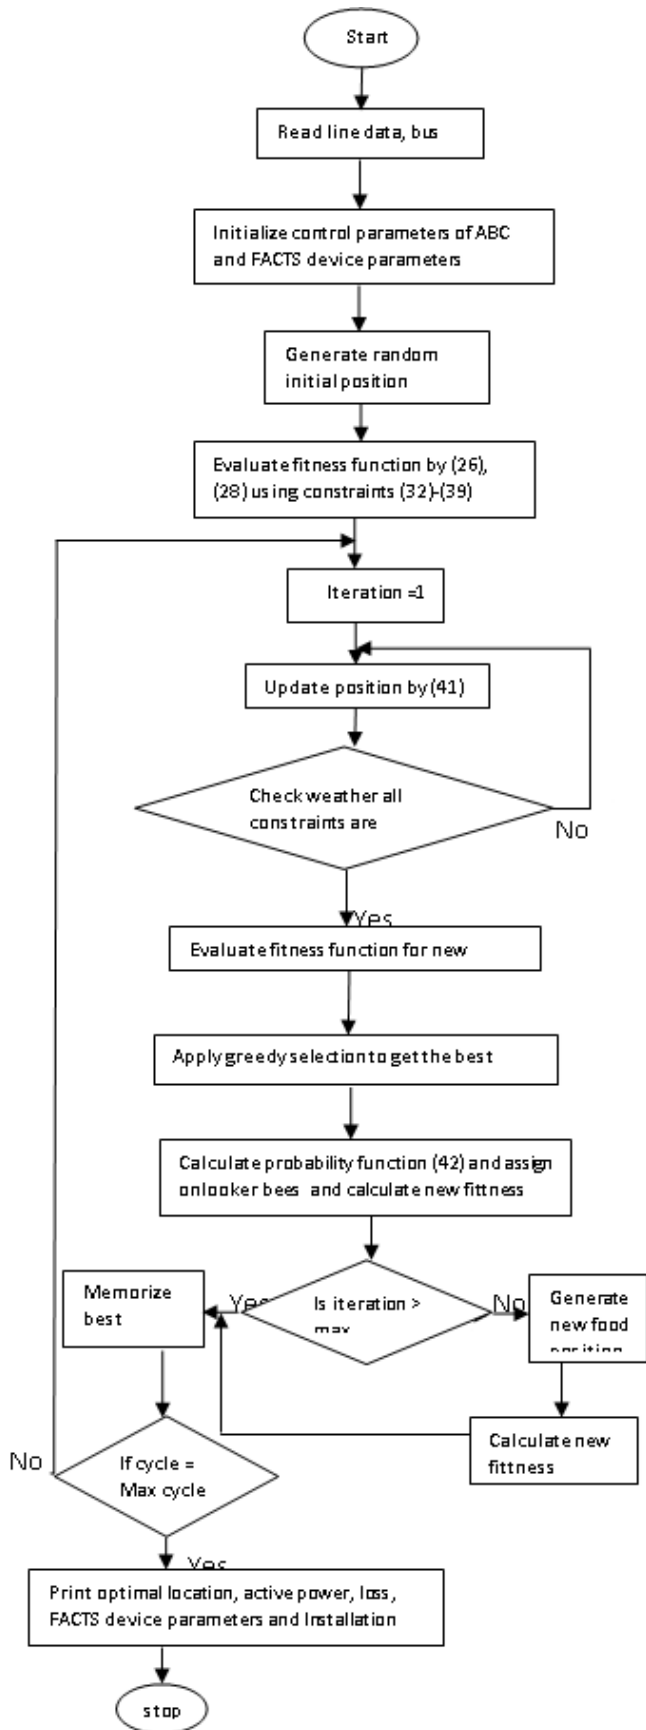 Start
Read line data, bus
Initialize control parameters of ABC
and FACTS device parameters
Generate random
initial position
Evaluate fitness function by (26),
(28) using constraints (32)-(39)
Iteration =1
Update position by (41)
Check weather all
constraints are
No
Yes
Evaluate fitness function for new
Apply greedy selection to get the best
Calculate probability function (42) and assign
onlooker bees and calculate new fittness
Memorize
best
Yes
Is iteration >
max
No
Generate
new food
position
Calculate new
fittness
No
If cycle =
Max cycle
Yes
Print optimal location, active power, loss,
FACTS device parameters and Installation
stop